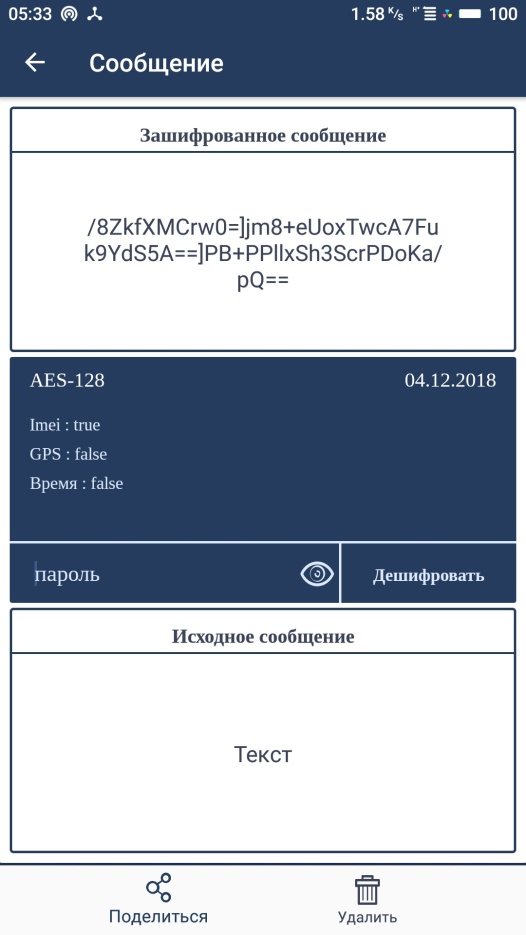 05:33 1.58 K/s H+ 100
Сообщение
Зашифрованное сообщение
/8ZkfXMCrw0=]jm8+eUoxTwcA7Fu
k9YdS5A==]PB+PPllxSh3ScrPDoKa/
pQ==
AES-128 04.12.2018
Imei : true
GPS : false
Время : false
пароль Дешифровать
Исходное сообщение
Текст
Поделиться Удалить